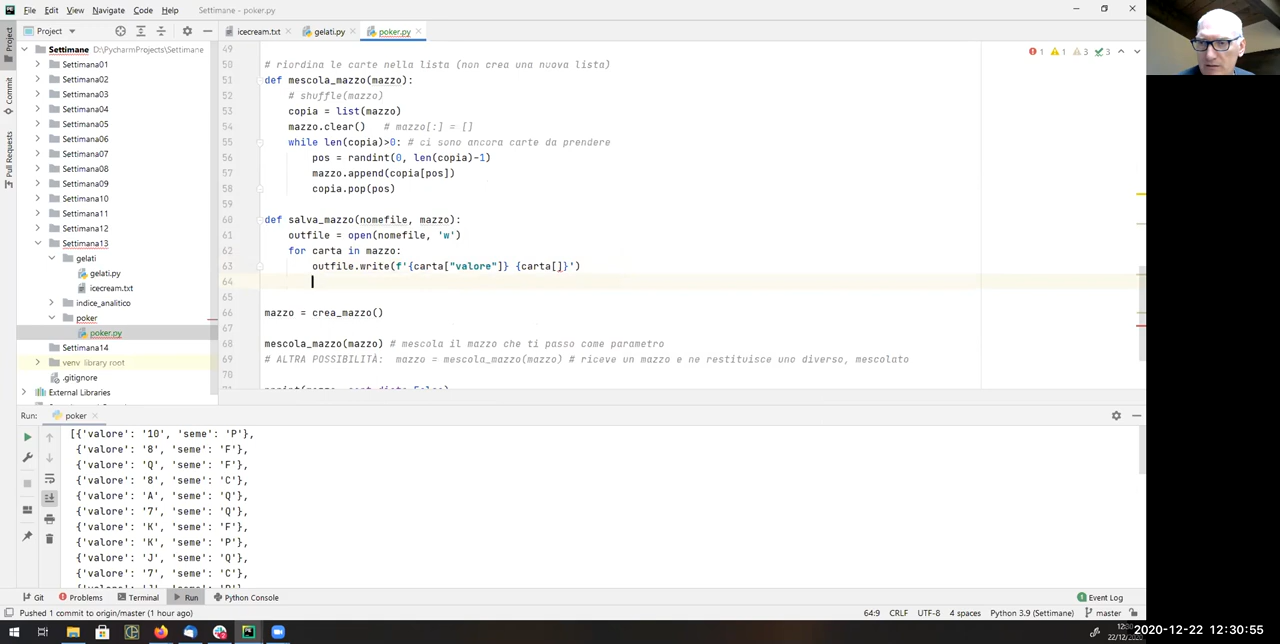 File Edit View Navigate Code Help Settimane - poker.py
Project icecream.txt gelati.py poker.py
Settimane D:\PycharmProjects\Settimane
Settimana01
Settimana02
Settimana03
Settimana04
Settimana05
Settimana06
Settimana07
Settimana08
Settimana09
Settimana10
Settimana11
Settimana12
Settimana13
gelati
gelati.py
icecream.txt
indice_analitico
poker
poker.py
Settimana14
venv library root
.gitignore
External Libraries
Project
Commit
Pull Requests
1 1 3 3
49
50 # riordina le carte nella lista (non crea una nuova lista)
51 def mescola_mazzo(mazzo):
52 # shuffle(mazzo)
53 copia = list(mazzo)
54 mazzo.clear() # mazzo[:] = []
55 while len(copia)>0: # ci sono ancora carte da prendere
56 pos = randint(0, len(copia)-1)
57 mazzo.append(copia[pos])
58 copia.pop(pos)
59
60 def salva_mazzo(nomefile, mazzo):
61 outfile = open(nomefile, 'w')
62 for carta in mazzo:
63 outfile.write(f'{carta["valore"]} {carta[]}')
64
65
66 mazzo = crea_mazzo()
67
68 mescola_mazzo(mazzo) # mescola il mazzo che ti passo come parametro
69 # ALTRA POSSIBILITÀ: mazzo = mescola_mazzo(mazzo) # riceve un mazzo e ne restituisce uno diverso, mescolato
70
Run: poker
[{'valore': '10', 'seme': 'P'},
{'valore': '8', 'seme': 'F'},
{'valore': 'Q', 'seme': 'F'},
{'valore': '8', 'seme': 'C'},
{'valore': 'A', 'seme': 'Q'},
{'valore': '7', 'seme': 'Q'},
{'valore': 'K', 'seme': 'F'},
{'valore': 'K', 'seme': 'P'},
{'valore': 'J', 'seme': 'Q'},
{'valore': '7', 'seme': 'C'},
Git Problems Terminal Run Python Console Event Log
Pushed 1 commit to origin/master (1 hour ago) 64:9 CRLF UTF-8 4 spaces Python 3.9 (Settimane) master
2020-12-22 12:30:55
22/12/